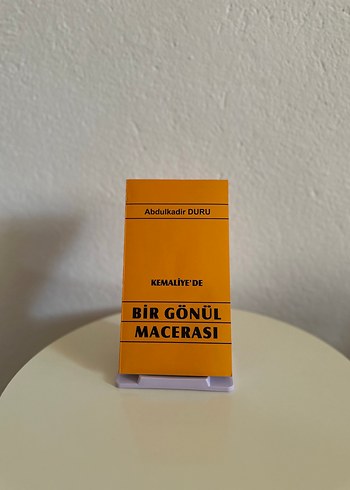 Abdulkadir DURU
KEMALİYE'DE
BİR GÖNÜL
MACERASI